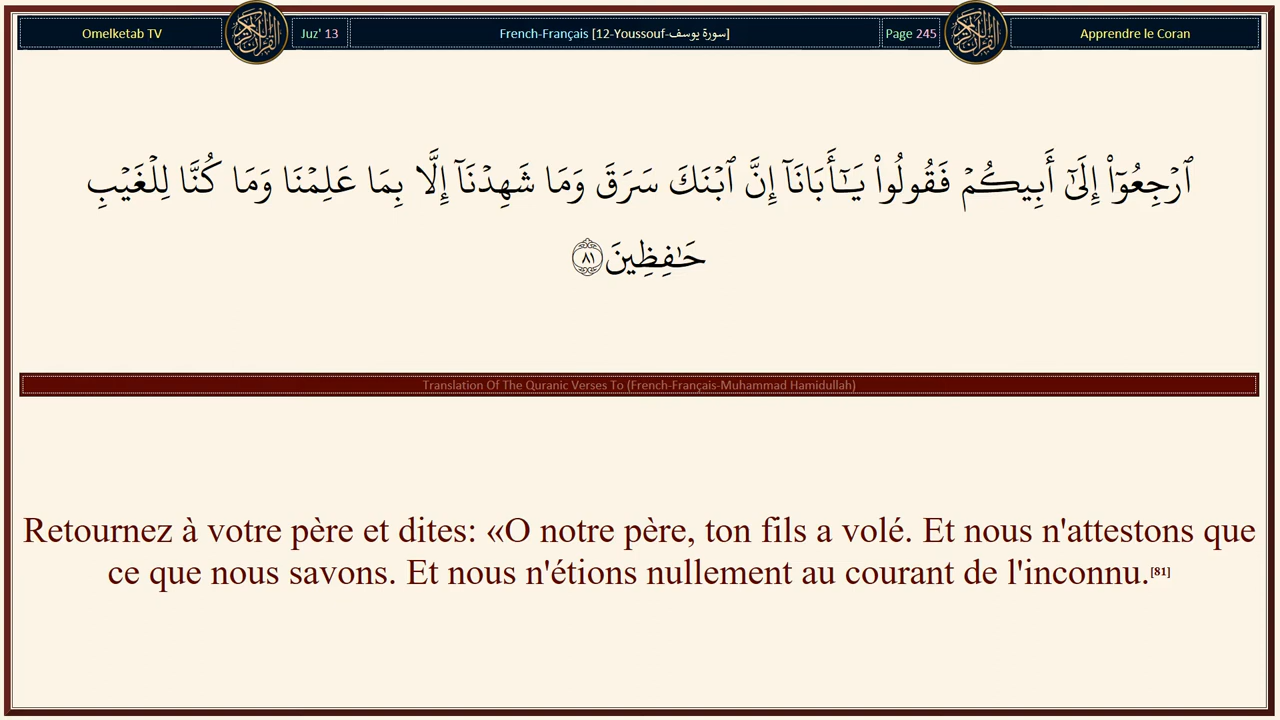 Omelketab TV
Juz' 13
French-Français [12-Youssouf-سورة يوسف]
Page 245
Apprendre le Coran
ٱرْجِعُوٓا۟ إِلَىٰٓ أَبِيكُمْ فَقُولُوا۟ يَـٰٓأَبَانَآ إِنَّ ٱبْنَكَ سَرَقَ وَمَا شَهِدْنَآ إِلَّا بِمَا عَلِمْنَا وَمَا كُنَّا لِلْغَيْبِ
حَـٰفِظِينَ ٨١
Translation Of The Quranic Verses To (French-Français-Muhammad Hamidullah)
Retournez à votre père et dites: «O notre père, ton fils a volé. Et nous n'attestons que
ce que nous savons. Et nous n'étions nullement au courant de l'inconnu.[81]